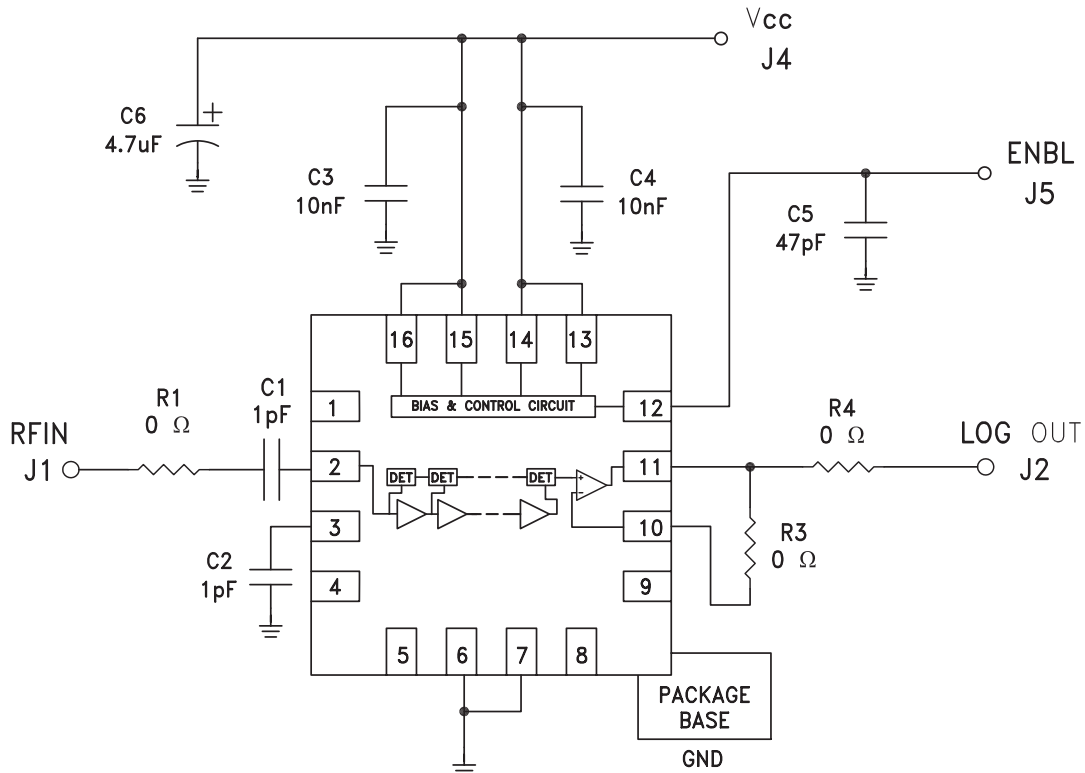 Vcc
J4
C6
+
4.7uF
C3
10nF
C4
10nF
ENBL
J5
C5
47pF
16
15
14
13
BIAS & CONTROL CIRCUIT
12
R1
0 Ω
C1
1pF
1
RFIN
J1
2
DET
DET
DET
+
−
11
R4
0 Ω
LOG OUT
J2
3
10
R3
0 Ω
C2
1pF
4
9
5
6
7
8
PACKAGE
BASE
GND